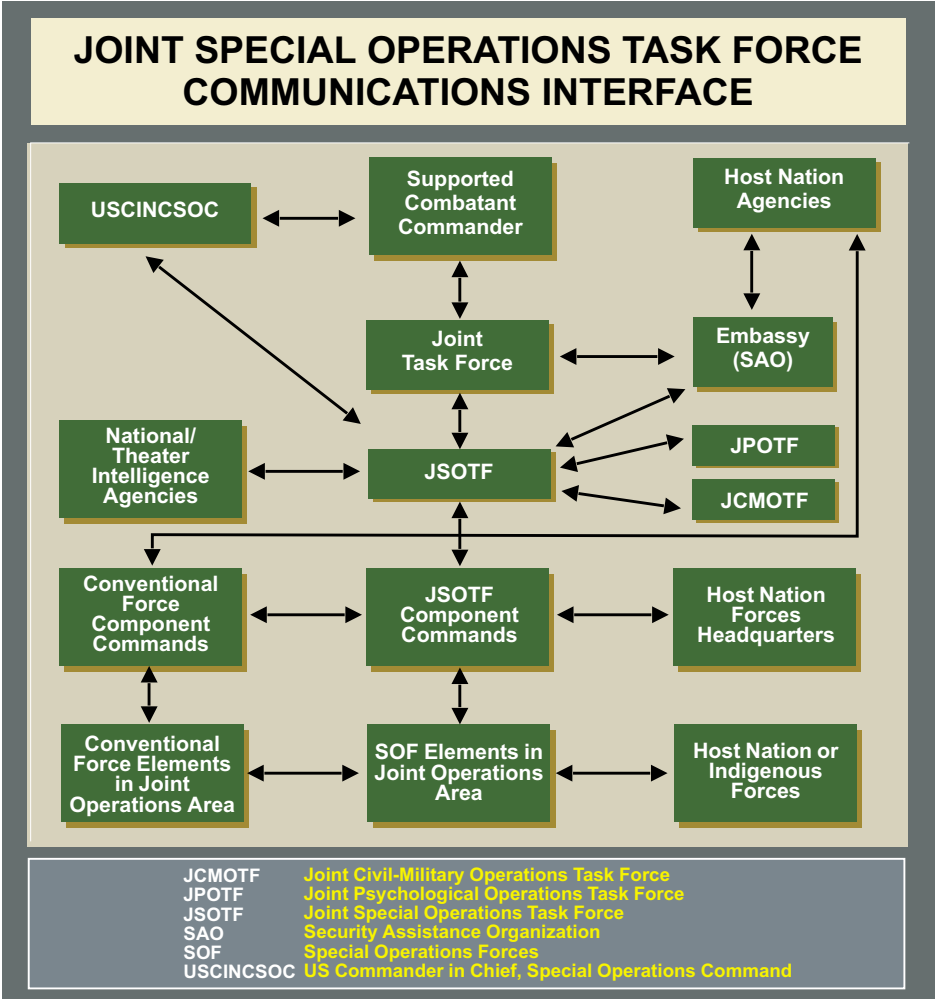 JOINT SPECIAL OPERATIONS TASK FORCE
COMMUNICATIONS INTERFACE
USCINCSOC
Supported
Combatant
Commander
Host Nation
Agencies
Joint
Task Force
Embassy
(SAO)
National/
Theater
Intelligence
Agencies
JSOTF
JPOTF
JCMOTF
Conventional
Force
Component
Commands
JSOTF
Component
Commands
Host Nation
Forces
Headquarters
Conventional
Force Elements
in Joint
Operations Area
SOF Elements in
Joint Operations
Area
Host Nation or
Indigenous
Forces
JCMOTF Joint Civil-Military Operations Task Force
JPOTF Joint Psychological Operations Task Force
JSOTF Joint Special Operations Task Force
SAO Security Assistance Organization
SOF Special Operations Forces
USCINCSOC US Commander in Chief, Special Operations Command